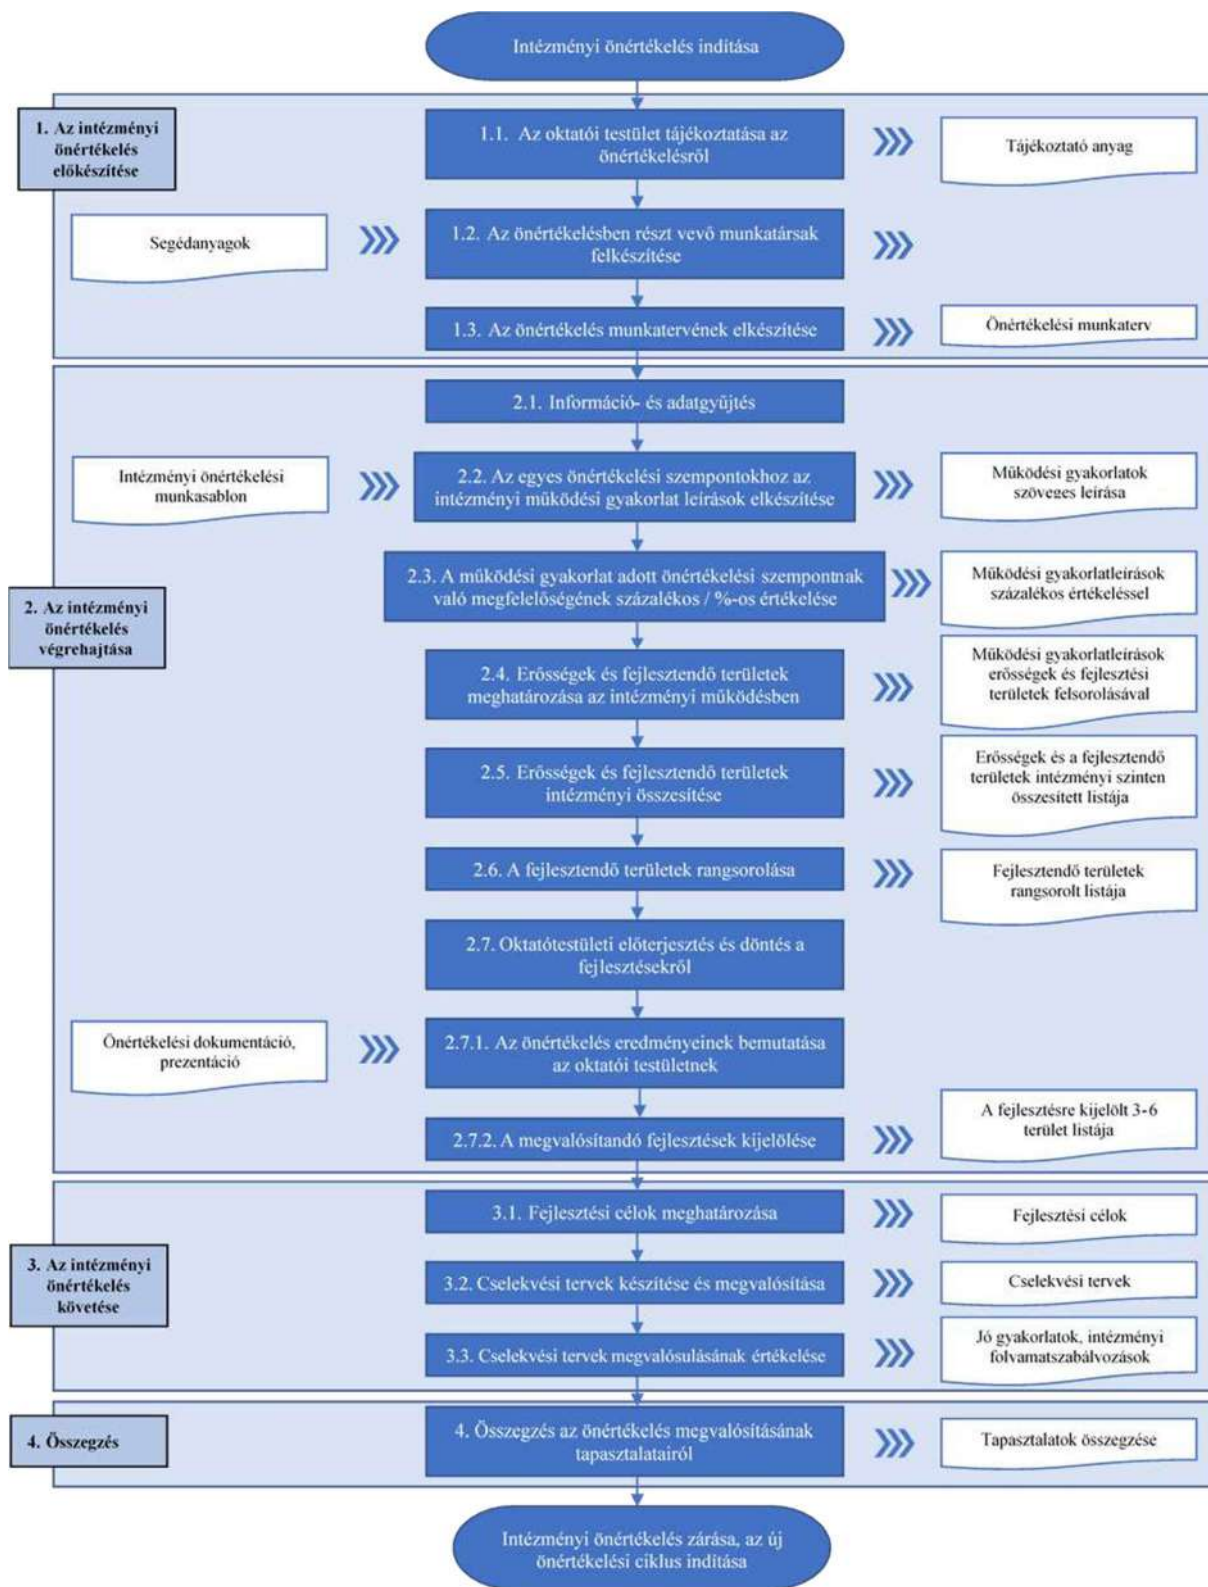 Intézményi önértékelés indítása
1. Az intézményi
önértékelés
előkészítése
1.1. Az oktatói testület tájékoztatása az
önértékelésről
Tájékoztató anyag
Segédanyagok
1.2. Az önértékelésben részt vevő munkatársak
felkészítése
1.3. Az önértékelés munkatervének elkészítése
Önértékelési munkaterv
2. Az intézményi
önértékelés
végrehajtása
2.1. Információ- és adatgyűjtés
Intézményi önértékelési
munkasablon
2.2. Az egyes önértékelési szempontokhoz az
intézményi működési gyakorlat leírások elkészítése
Működési gyakorlatok
szöveges leírása
2.3. A működési gyakorlat adott önértékelési szempontnak
való megfelelőségének százalékos / %-os értékelése
Működési gyakorlatleírások
százalékos értékeléssel
2.4. Erősségek és fejlesztendő területek
meghatározása az intézményi működésben
Működési gyakorlatleírások
erősségek és fejlesztési
területek felsorolásával
2.5. Erősségek és fejlesztendő területek
intézményi összesítése
Erősségek és a fejlesztendő
területek intézményi szinten
összesített listája
2.6. A fejlesztendő területek rangsorolása
Fejlesztendő területek
rangsorolt listája
2.7. Oktatótestületi előterjesztés és döntés a
fejlesztésekről
Önértékelési dokumentáció,
prezentáció
2.7.1. Az önértékelés eredményeinek bemutatása
az oktatói testületnek
2.7.2. A megvalósítandó fejlesztések kijelölése
A fejlesztésre kijelölt 3-6
terület listája
3. Az intézményi
önértékelés
követése
3.1. Fejlesztési célok meghatározása
Fejlesztési célok
3.2. Cselekvési tervek készítése és megvalósítása
Cselekvési tervek
3.3. Cselekvési tervek megvalósulásának értékelése
Jó gyakorlatok, intézményi
folyamatszabályozások
4. Összegzés
4. Összegzés az önértékelés megvalósításának
tapasztalatairól
Tapasztalatok összegzése
Intézményi önértékelés zárása, az új
önértékelési ciklus indítása